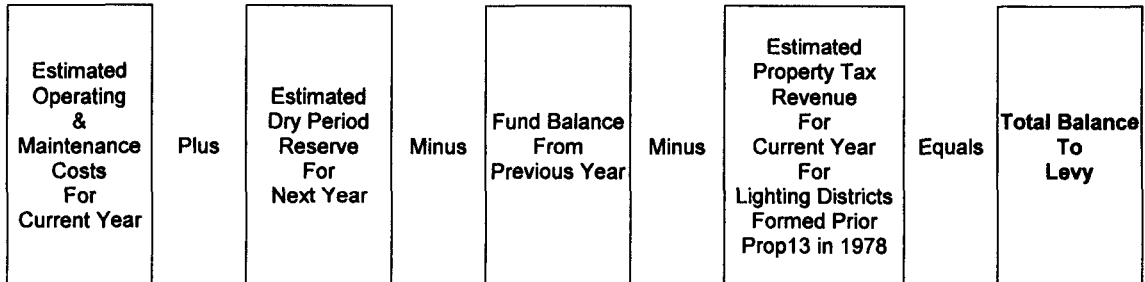 Estimated
Operating
&
Maintenance
Costs
For
Current Year
Plus
Estimated
Dry Period
Reserve
For
Next Year
Minus
Fund Balance
From
Previous Year
Minus
Estimated
Property Tax
Revenue
For
Current Year
For
Lighting Districts
Formed Prior
Prop13 in 1978
Equals
Total Balance
To
Levy